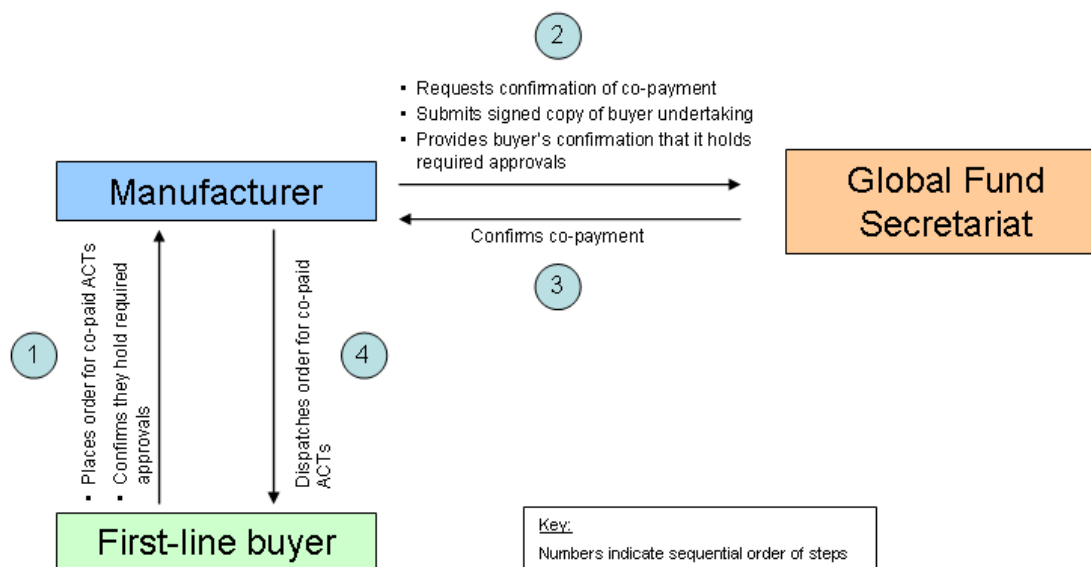 2
▪ Requests confirmation of co-payment
▪ Submits signed copy of buyer undertaking
▪ Provides buyer's confirmation that it holds
required approvals
Manufacturer
Global Fund
Secretariat
Confirms co-payment
3
1
▪ Places order for co-paid ACTs
▪ Confirms they hold required
approvals
Dispatches order for co-paid
ACTs
4
First-line buyer
Key:
Numbers indicate sequential order of steps